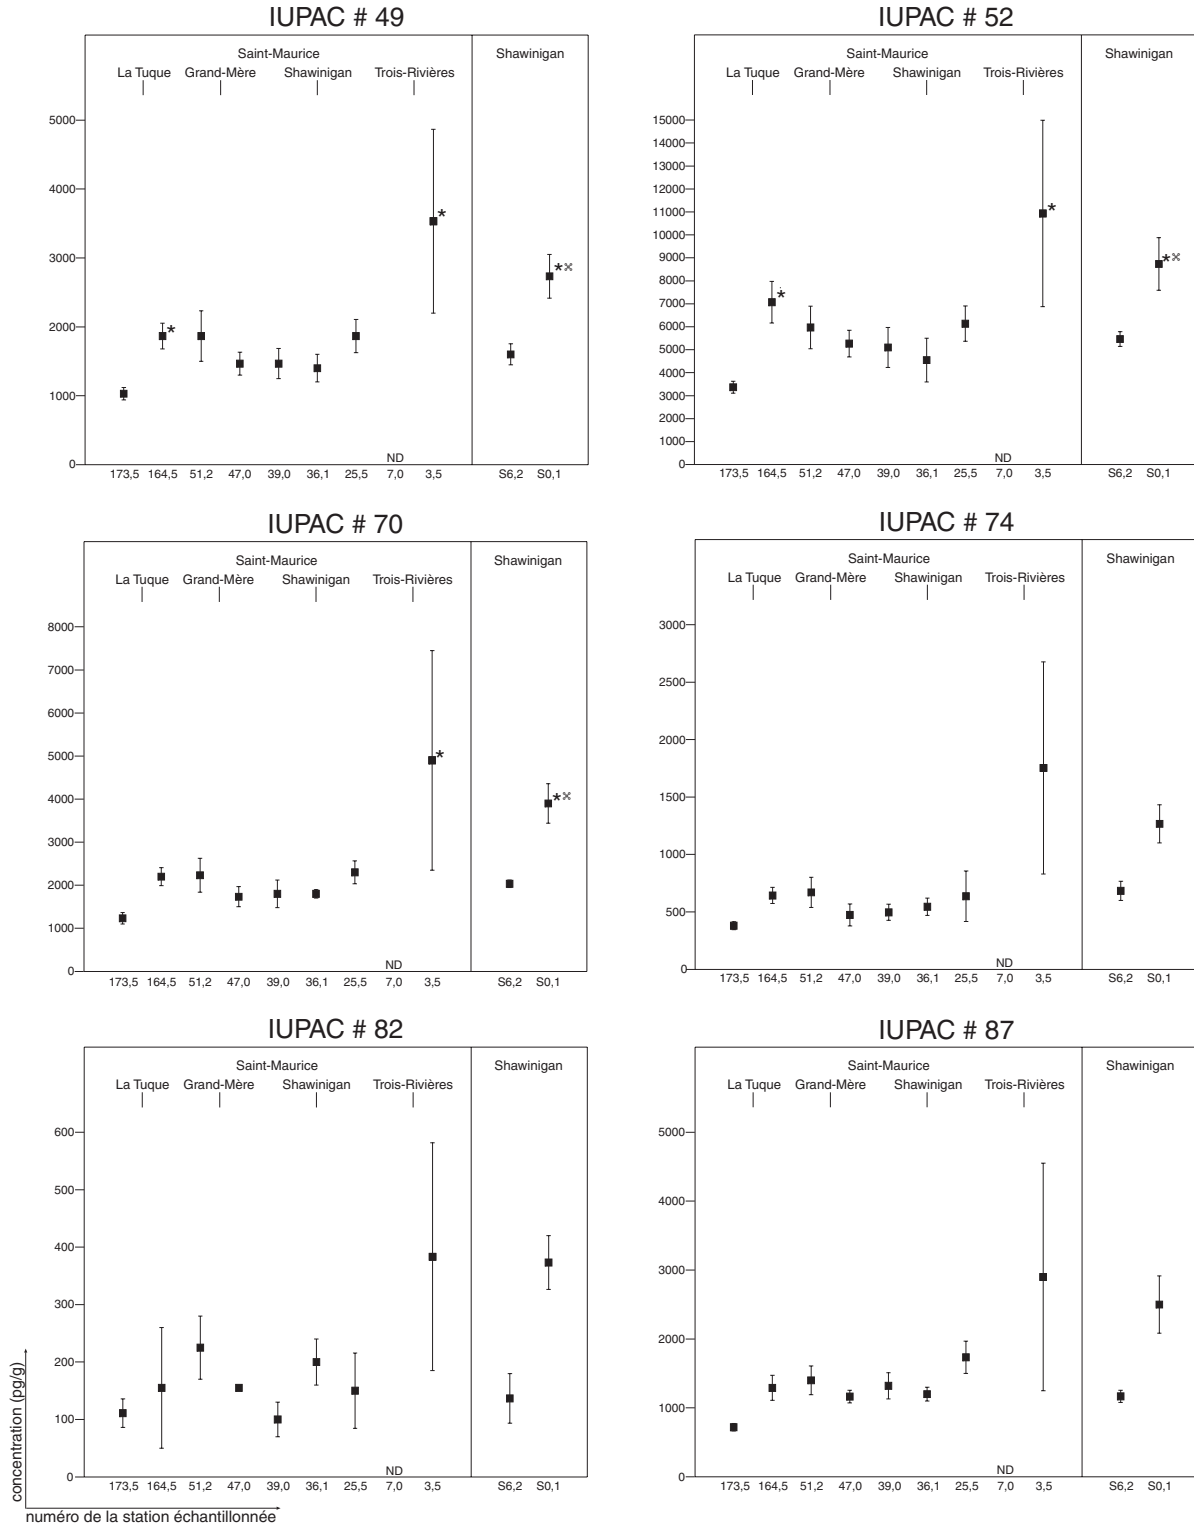 IUPAC # 49
Saint-Maurice
Shawinigan
La Tuque Grand-Mère Shawinigan Trois-Rivières
5000
4000
3000
2000
1000
0
* * *※
ND
173,5 164,5 51,2 47,0 39,0 36,1 25,5 7,0 3,5 S6,2 S0,1
IUPAC # 52
Saint-Maurice
Shawinigan
La Tuque Grand-Mère Shawinigan Trois-Rivières
15000
14000
13000
12000
11000
10000
9000
8000
7000
6000
5000
4000
3000
2000
1000
0
* * *※
ND
173,5 164,5 51,2 47,0 39,0 36,1 25,5 7,0 3,5 S6,2 S0,1
IUPAC # 70
Saint-Maurice
Shawinigan
La Tuque Grand-Mère Shawinigan Trois-Rivières
8000
7000
6000
5000
4000
3000
2000
1000
0
* *※
ND
173,5 164,5 51,2 47,0 39,0 36,1 25,5 7,0 3,5 S6,2 S0,1
IUPAC # 74
Saint-Maurice
Shawinigan
La Tuque Grand-Mère Shawinigan Trois-Rivières
3000
2500
2000
1500
1000
500
0
ND
173,5 164,5 51,2 47,0 39,0 36,1 25,5 7,0 3,5 S6,2 S0,1
IUPAC # 82
Saint-Maurice
Shawinigan
La Tuque Grand-Mère Shawinigan Trois-Rivières
600
500
400
300
200
100
0
ND
173,5 164,5 51,2 47,0 39,0 36,1 25,5 7,0 3,5 S6,2 S0,1
IUPAC # 87
Saint-Maurice
Shawinigan
La Tuque Grand-Mère Shawinigan Trois-Rivières
5000
4000
3000
2000
1000
0
ND
173,5 164,5 51,2 47,0 39,0 36,1 25,5 7,0 3,5 S6,2 S0,1
concentration (pg/g)
numéro de la station échantillonnée